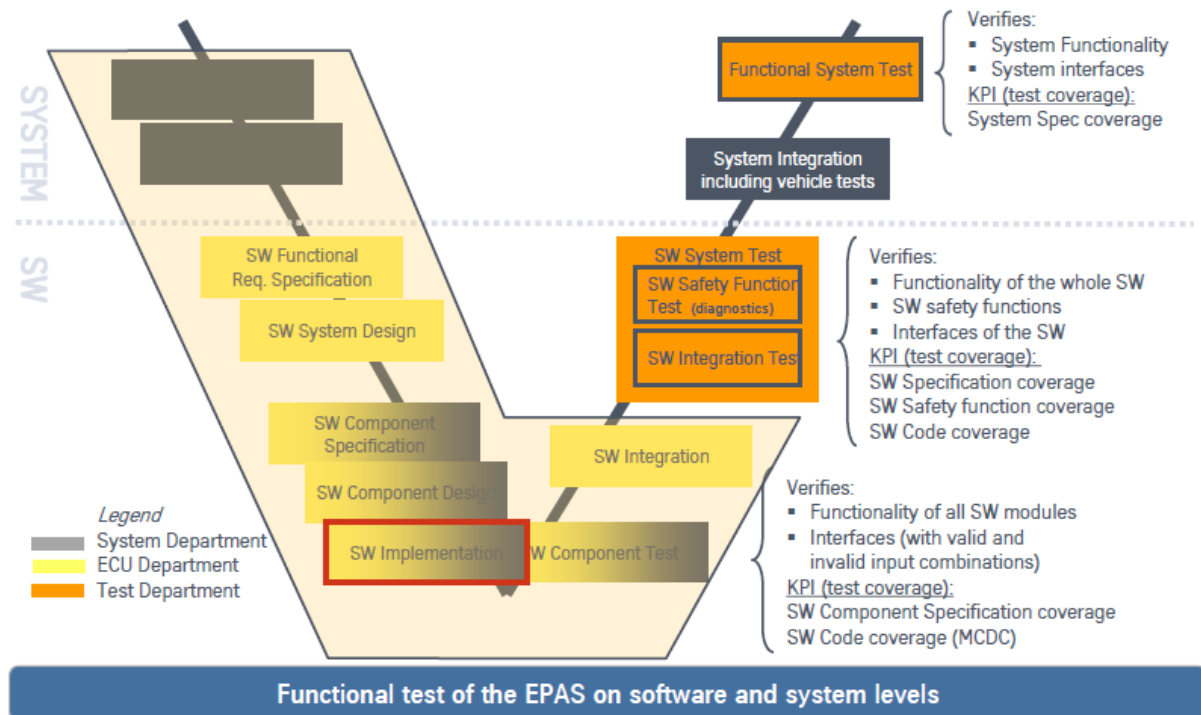 SYSTEM
SW
Functional System Test
System Integration
including vehicle tests
SW Functional
Req. Specification
SW System Design
SW Component
Specification
SW Component Design
SW Implementation
SW Component Test
SW Integration
SW System Test
SW Safety Function
Test (diagnostics)
SW Integration Test
Verifies:
▪ System Functionality
▪ System interfaces
KPI (test coverage):
System Spec coverage
Verifies:
▪ Functionality of the whole SW
▪ SW safety functions
▪ Interfaces of the SW
KPI (test coverage):
SW Specification coverage
SW Safety function coverage
SW Code coverage
Verifies:
▪ Functionality of all SW modules
▪ Interfaces (with valid and
invalid input combinations)
KPI (test coverage):
SW Component Specification coverage
SW Code coverage (MCDC)
Legend
System Department
ECU Department
Test Department
Functional test of the EPAS on software and system levels